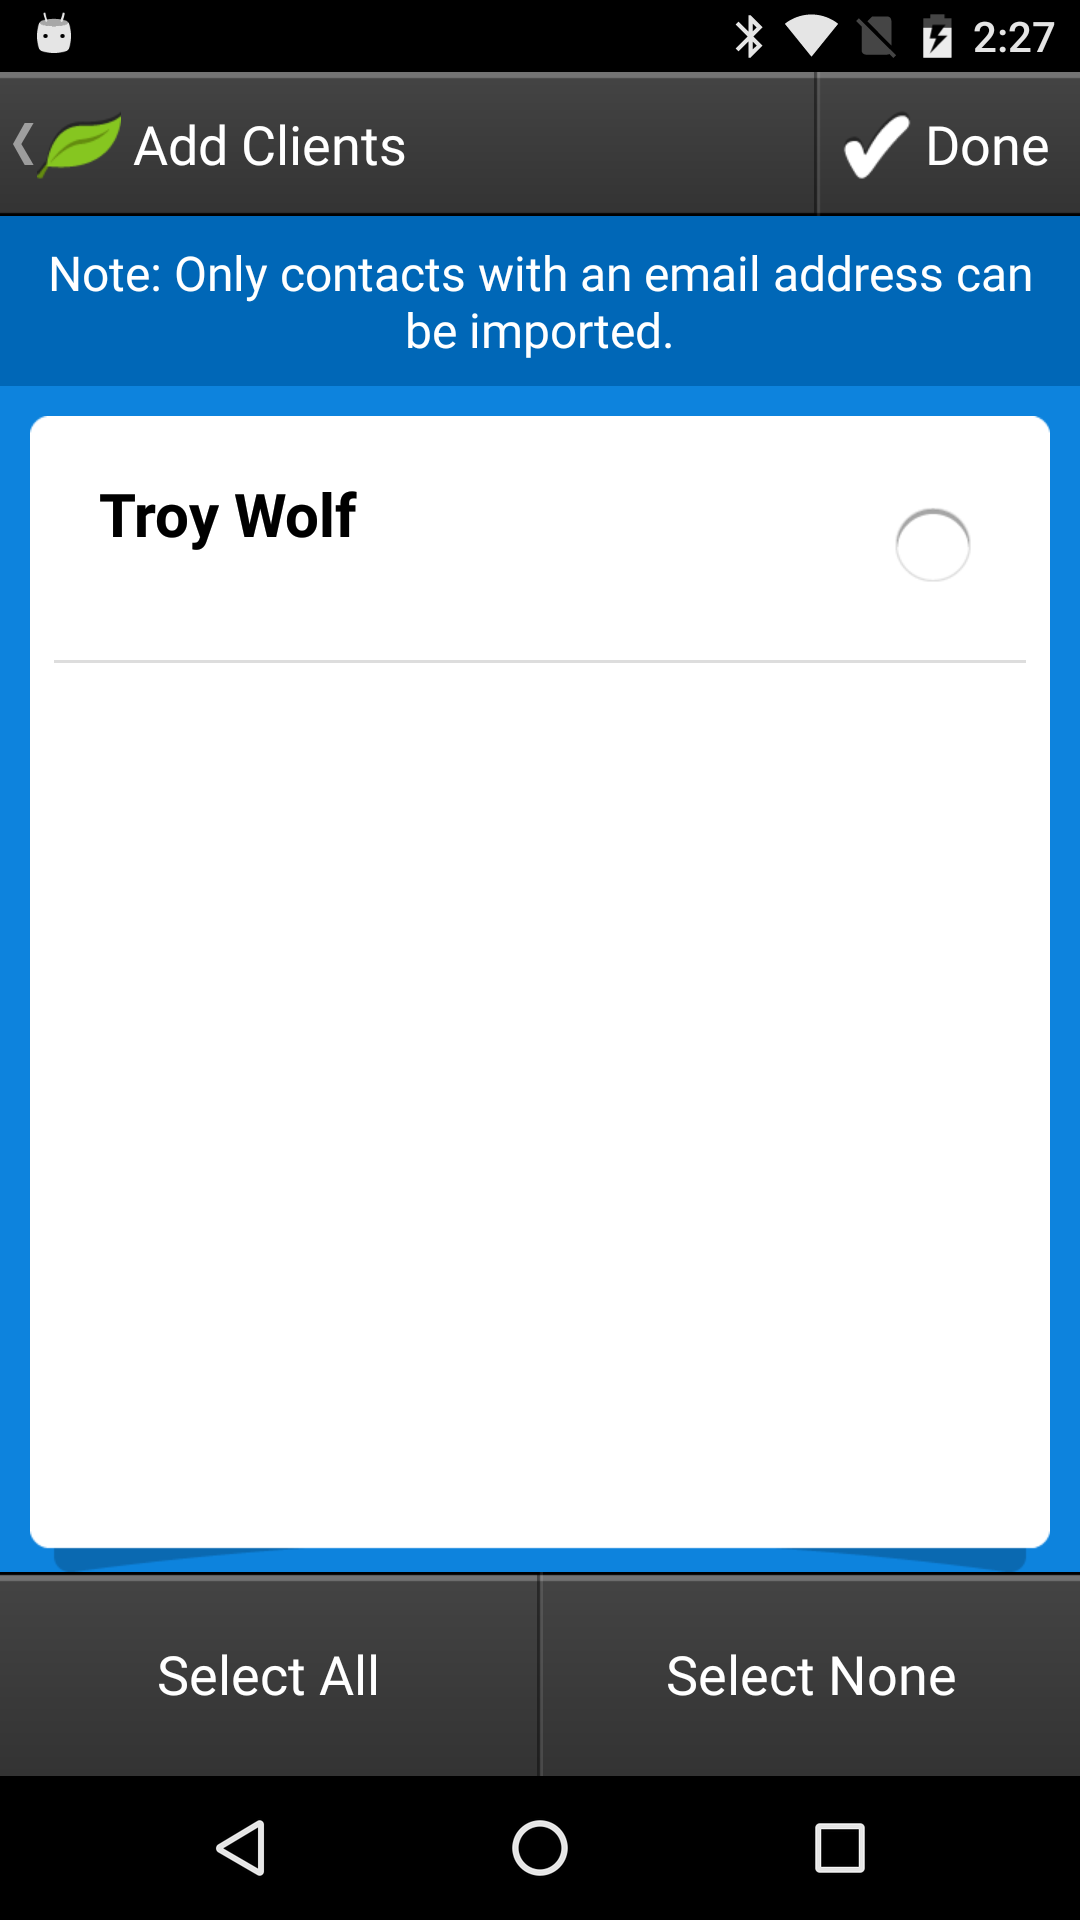 2:27
Add Clients
Done
Note: Only contacts with an email address can
be imported.
Troy Wolf
Select All
Select None